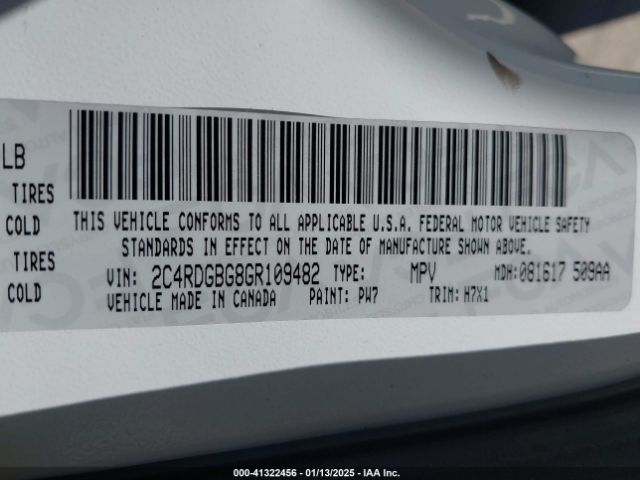 LB
TIRES
COLD
TIRES
COLD
THIS VEHICLE CONFORMS TO ALL APPLICABLE U.S.A. FEDERAL MOTOR VEHICLE SAFETY
STANDARDS IN EFFECT ON THE DATE OF MANUFACTURE SHOWN ABOVE.
VIN: 2C4RDGBG8GR109482 TYPE: MPV MDH: 081617 509AA
VEHICLE MADE IN CANADA PAINT: PW7 TRIM: H7X1
000-41322456 — 01/13/2025 — IAA Inc.